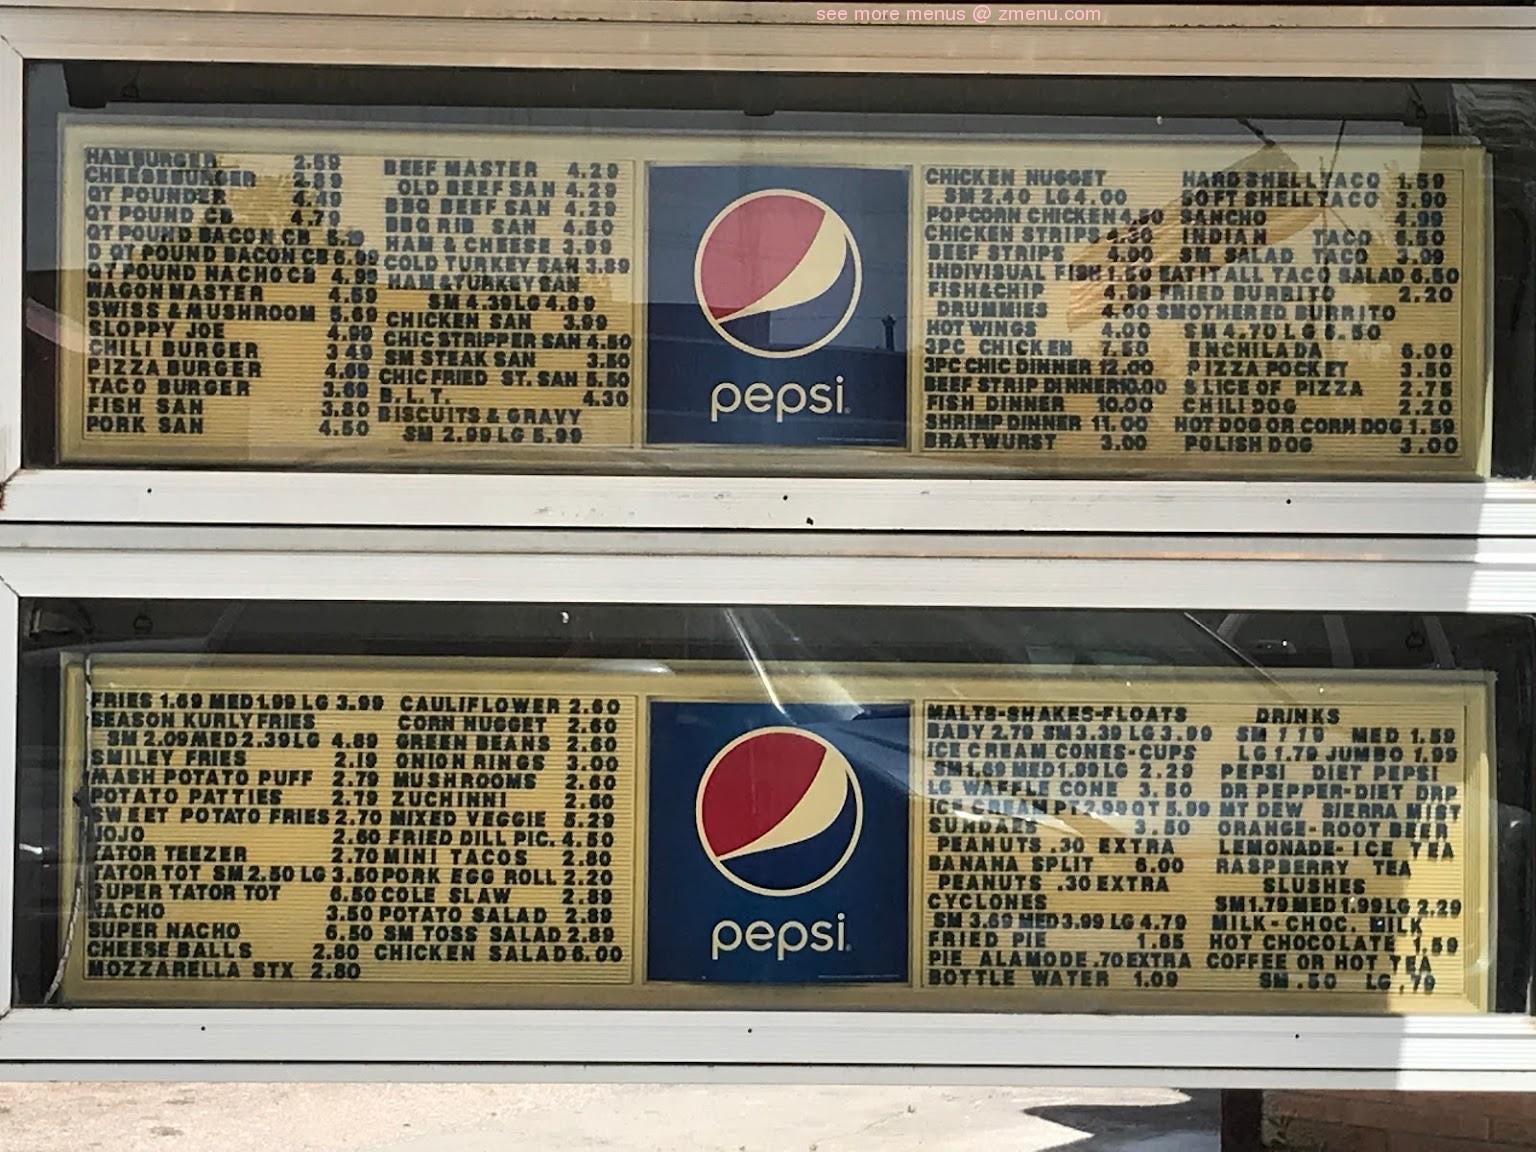 see more menus @ zmenu.com
HAMBURGER 2.59
CHEESEBURGER 2.89
QT POUNDER 4.49
QT POUND CB 4.79
QT POUND BACON CB
D QT POUND BACON CB 6.99
QT POUND NACHO CB 4.99
WAGON MASTER 4.59
SWISS & MUSHROOM 5.69
SLOPPY JOE 4.99
CHILI BURGER 3 49
PIZZA BURGER 4.69
TACO BURGER 3.69
FISH SAN 3.80
PORK SAN 4.50
BEEF MASTER 4.29
OLD BEEF SAN 4.29
BBQ BEEF SAN 4.29
BBQ RIB SAN 4.50
HAM & CHEESE 3.99
COLD TURKEY SAN 3.89
HAM & TURKEY SAN
SM 4.39 LG 4.89
CHICKEN SAN 3.99
CHIC STRIPPER SAN 4.50
SM STEAK SAN 3.50
CHIC FRIED ST. SAN 5.50
B.L.T. 4.30
BISCUITS & GRAVY
SM 2.99 LG 5.99
pepsi
CHICKEN NUGGET
SM 2.40 LG 4.00
POPCORN CHICKEN 4.50
CHICKEN STRIPS
BEEF STRIPS 4.00
INDIVISUAL FISH 1.50
FISH&CHIP 4.99
DRUMMIES 4.00
HOT WINGS 4.00
3PC CHICKEN 7.50
3PC CHIC DINNER 12.00
BEEF STRIP DINNER 10.00
FISH DINNER 10.00
SHRIMP DINNER 11.00
BRATWURST 3.00
HARD SHELL TACO 1.59
SOFT SHELL TACO 3.90
SANCHO 4.99
INDIAN TACO 6.50
SM SALAD TACO 3.99
EAT IT ALL TACO SALAD 6.50
FRIED BURRITO 2.20
SMOTHERED BURRITO
SM 4.70 LG 6.50
ENCHILADA 6.00
PIZZA POCKET 3.50
SLICE OF PIZZA 2.75
CHILI DOG 2.20
HOT DOG OR CORN DOG 1.59
POLISH DOG 3.00
FRIES 1.69 MED 1.99 LG 3.99
SEASON KURLY FRIES
SM 2.09 MED 2.39 LG 4.69
SMILEY FRIES 2.19
MASH POTATO PUFF 2.79
POTATO PATTIES 2.79
SWEET POTATO FRIES 2.70
JOJO 2.60
TATOR TEEZER 2.70
TATOR TOT SM 2.50 LG 3.50
SUPER TATOR TOT 6.50
NACHO 3.50
SUPER NACHO 6.50
CHEESE BALLS 2.80
MOZZARELLA STX 2.80
CAULIFLOWER 2.60
CORN NUGGET 2.60
GREEN BEANS 2.60
ONION RINGS 3.00
MUSHROOMS 2.60
ZUCHINNI 2.60
MIXED VEGGIE 5.29
FRIED DILL PIC. 4.50
MINI TACOS 2.80
PORK EGG ROLL 2.20
COLE SLAW 2.89
POTATO SALAD 2.89
SM TOSS SALAD 2.89
CHICKEN SALAD 6.00
pepsi
MALTS-SHAKES-FLOATS
BABY 2.79 SM 3.39 LG 3.99
ICE CREAM CONES-CUPS
SM 1.69 MED 1.99 LG 2.29
LG WAFFLE CONE 3.50
ICE CREAM PT 2.99 QT 5.99
SUNDAES 3.50
PEANUTS .30 EXTRA
BANANA SPLIT 6.00
PEANUTS .30 EXTRA
CYCLONES
SM 3.69 MED 3.99 LG 4.79
FRIED PIE 1.85
PIE ALAMODE .70 EXTRA
BOTTLE WATER 1.09
DRINKS
SM 1 19 MED 1.59
LG 1.79 JUMBO 1.99
PEPSI DIET PEPSI
DR PEPPER-DIET DRP
MT DEW SIERRA MIST
ORANGE-ROOT BEER
LEMONADE-ICE TEA
RASPBERRY TEA
SLUSHES
SM 1.79 MED 1.99 LG 2.29
MILK-CHOC. MILK
HOT CHOCOLATE 1.59
COFFEE OR HOT TEA
SM .50 LG .79